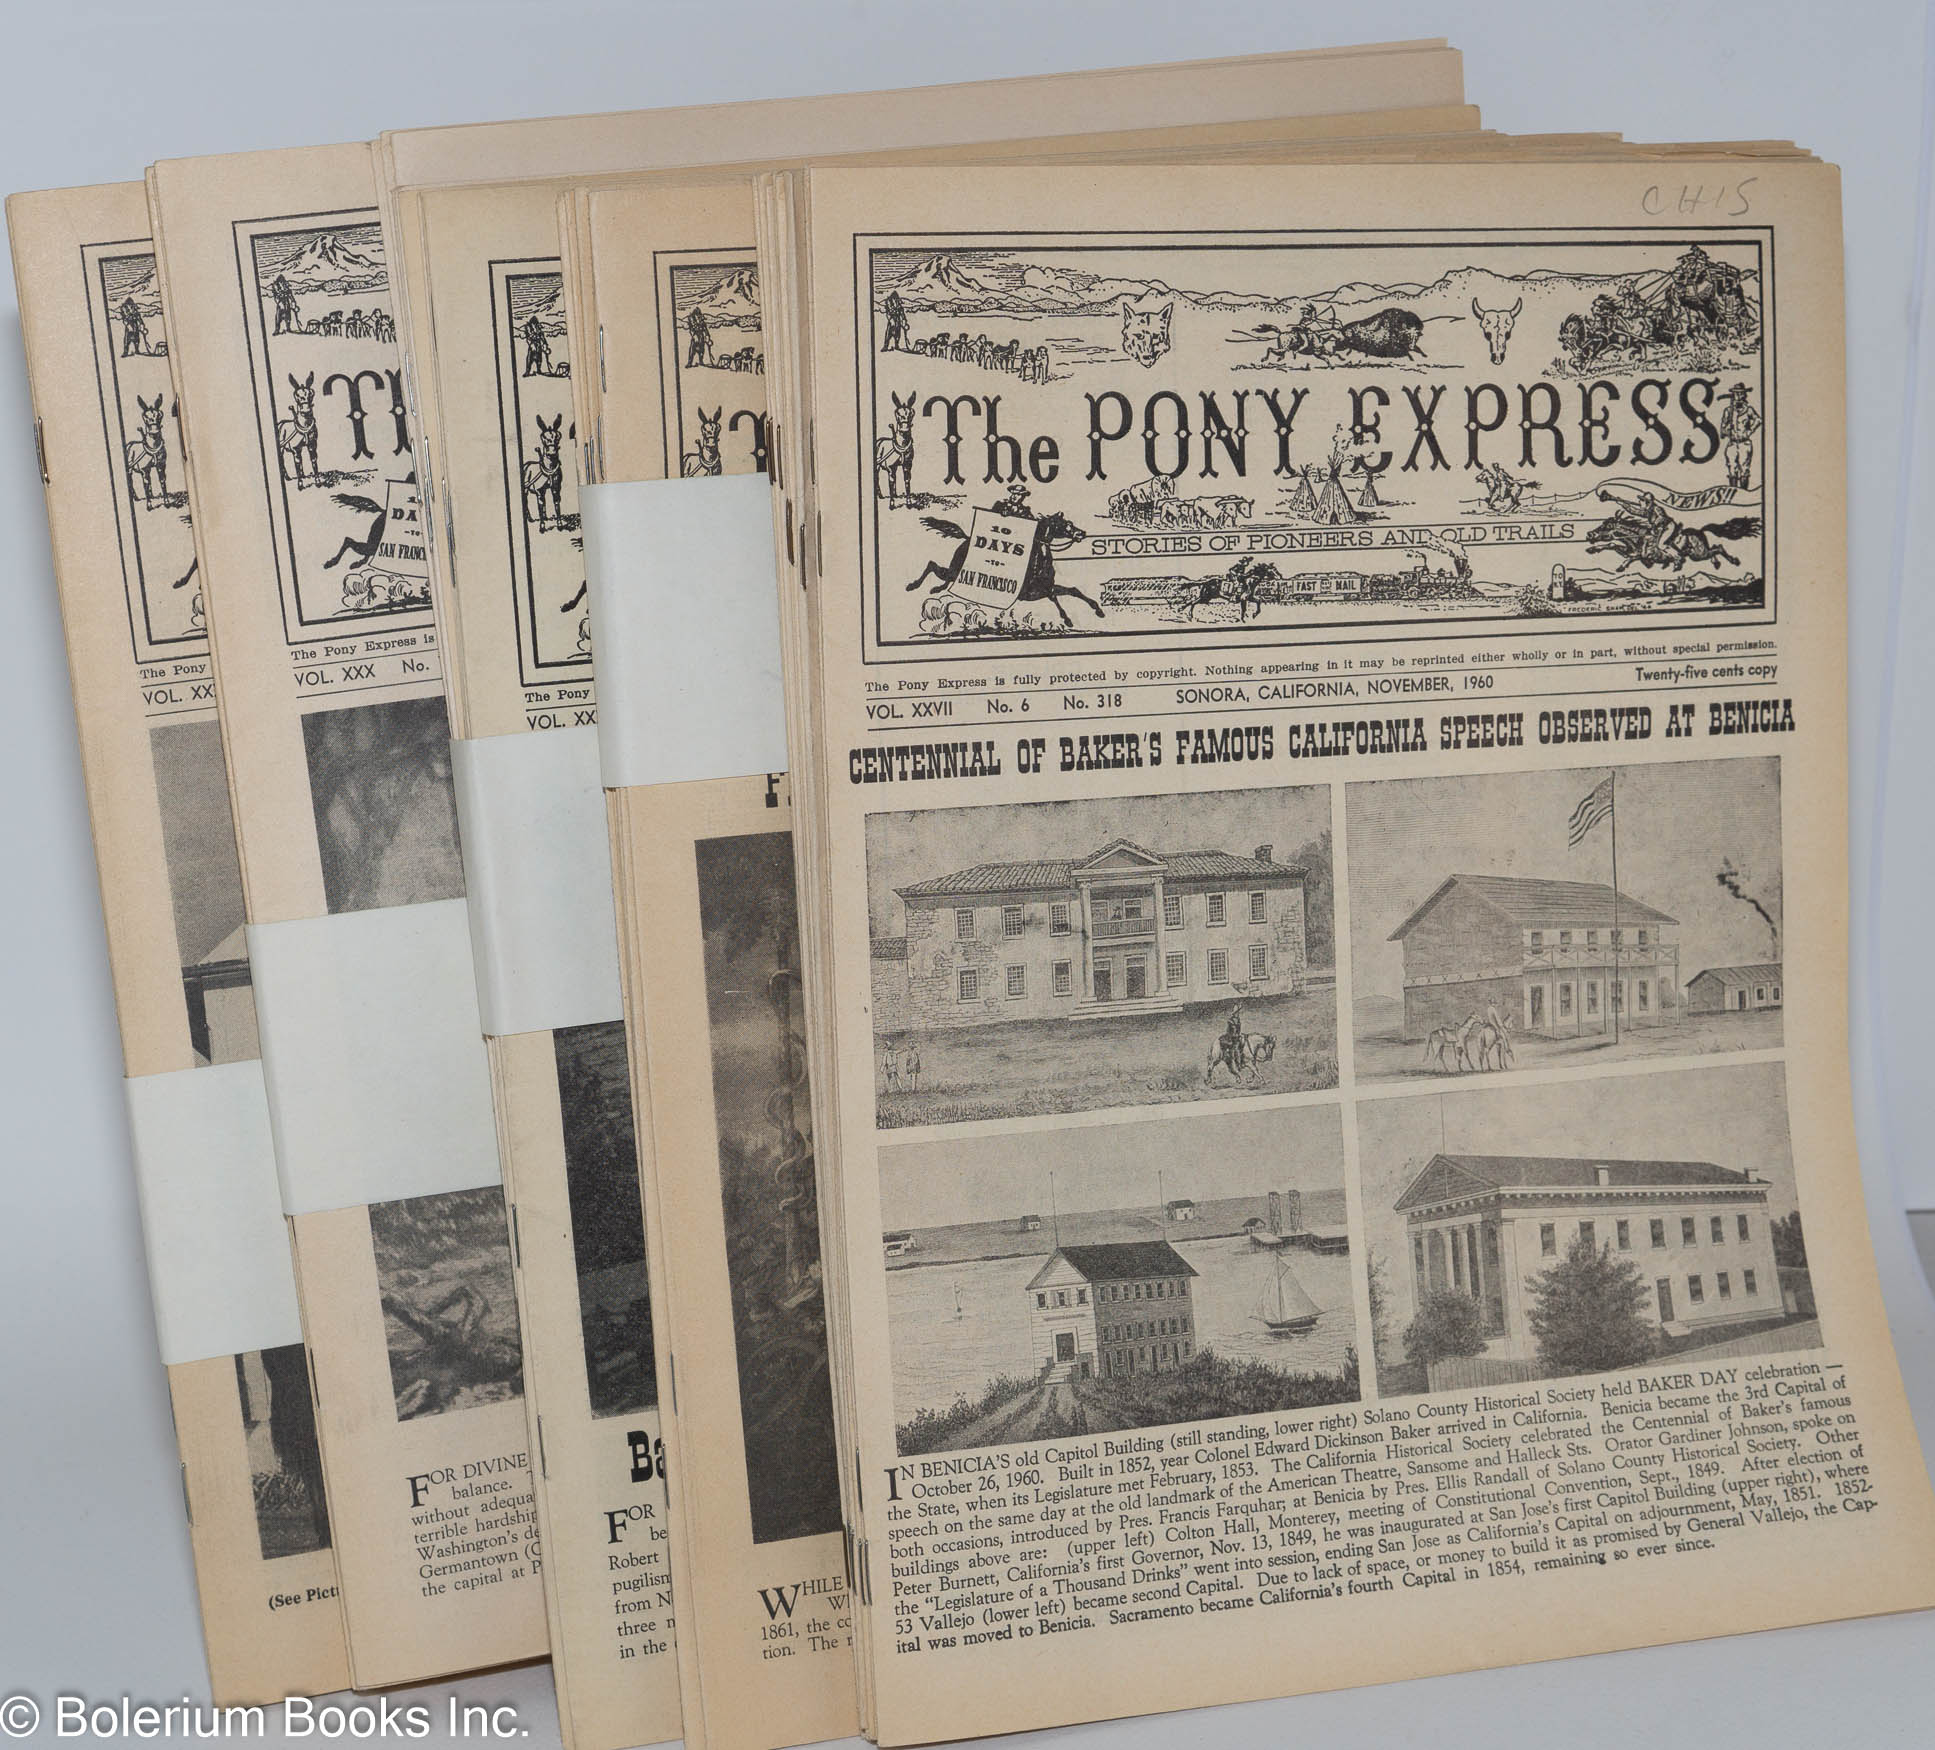 CHIS
The PONY EXPRESS
NEWS!!
10
DAYS
-TO-
SAN FRANCISCO
STORIES OF PIONEERS AND OLD TRAILS
FAST MAIL
TO
N.Y.
The Pony Express is fully protected by copyright. Nothing appearing in it may be reprinted either wholly or in part, without special permission.
VOL. XXVII No. 6 No. 318 SONORA, CALIFORNIA, NOVEMBER, 1960 Twenty-five cents copy
CENTENNIAL OF BAKER'S FAMOUS CALIFORNIA SPEECH OBSERVED AT BENICIA
IN BENICIA'S old Capitol Building (still standing, lower right) Solano County Historical Society held BAKER DAY celebration —
October 26, 1960. Built in 1852, year Colonel Edward Dickinson Baker arrived in California. Benicia became the 3rd Capital of
the State, when its Legislature met February, 1853. The California Historical Society celebrated the Centennial of Baker's famous
speech on the same day at the old landmark of the American Theatre, Sansome and Halleck Sts. Orator Gardiner Johnson, spoke on
both occasions, introduced by Pres. Francis Farquhar; at Benicia by Pres. Ellis Randall of Solano County Historical Society. Other
buildings above are: (upper left) Colton Hall, Monterey, meeting of Constitutional Convention, Sept., 1849. After election of
Peter Burnett, California's first Governor, Nov. 13, 1849, he was inaugurated at San Jose's first Capitol Building (upper right), where
the "Legislature of a Thousand Drinks" went into session, ending San Jose as California's Capital on adjournment, May, 1851. 1852-
53 Vallejo (lower left) became second Capital. Due to lack of space, or money to build it as promised by General Vallejo, the Cap-
ital was moved to Benicia. Sacramento became California's fourth Capital in 1854, remaining so ever since.
The Pony
VOL. XX
(See Pict
Th
DA
-TO-
SAN FRANC
The Pony Express is
VOL. XXX No.
FOR DIVINE
balance.
without adequa
terrible hardship
Washington's de
Germantown (
the capital at P
The Pony
VOL. XX
Ba
FOR
be
Robert
pugilism
from N
three m
in the
WHILE
W
1861, the co
tion. The
© Bolerium Books Inc.